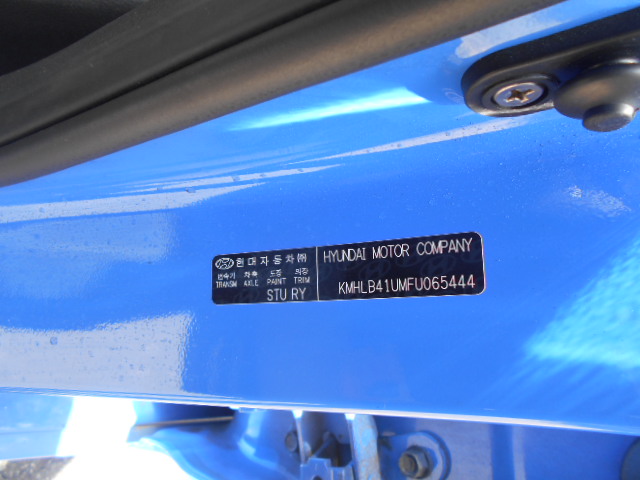 현대자동차㈜
변속기 차축 도장 의장
TRANSM AXLE PAINT TRIM
STU RY
HYUNDAI MOTOR COMPANY
KMHLB41UMFU065444